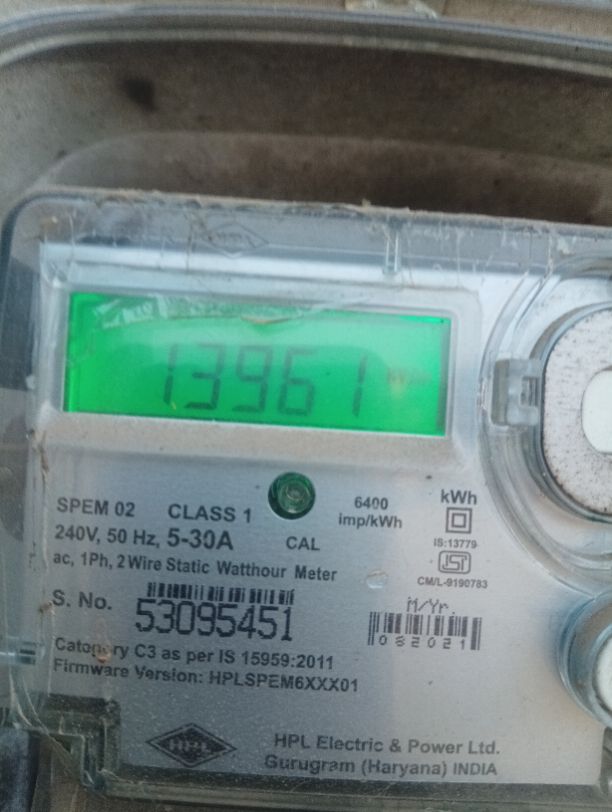 13961
SPEM 02 CLASS 1
240V, 50 Hz, 5-30A
ac, 1Ph, 2Wire Static Watthour Meter
CAL
6400
imp/kWh
kWh
IS:13779
ISI
CM/L-9190783
S. No. 53095451
M/Yr.
082021
Category C3 as per IS 15959:2011
Firmware Version: HPLSPEM6XXX01
HPL
HPL Electric & Power Ltd.
Gurugram (Haryana) INDIA